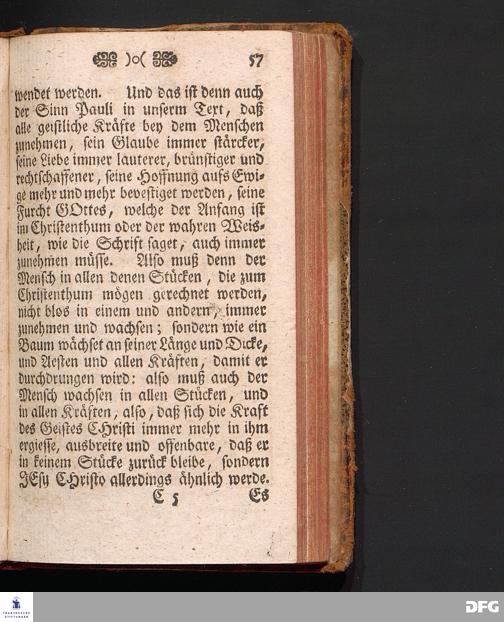 )o( 57
wendet werden. Und das ist denn auch
der Sinn Pauli in unserm Text, daß
alle geistliche Kräfte bey dem Menschen
zunehmen, sein Glaube immer stärcker,
seine Liebe immer lauterer, brünstiger und
rechtschaffener, seine Hoffnung aufs Ewi-
ge mehr und mehr bevestiget werden, seine
Furcht GOttes, welche der Anfang ist
im Christenthum oder der wahren Weis-
heit, wie die Schrift saget, auch immer
zunehmen müsse. Also muß denn der
Mensch in allen denen Stücken, die zum
Christenthum mögen gerechnet werden,
nicht blos in einem und andern, immer
zunehmen und wachsen; sondern wie ein
Baum wächset an seiner Länge und Dicke,
und Aesten und allen Kräften, damit er
durchdrungen wird: also muß auch der
Mensch wachsen in allen Stücken, und
in allen Kräften, also, daß sich die Kraft
des Geistes CHristi immer mehr in ihm
ergiesse, ausbreite und offenbare, daß er
in keinem Stücke zurück bleibe, sondern
JEsu CHristo allerdings ähnlich werde.
C 5 Es
FRANCKESCHE
STIFTUNGEN
DFG